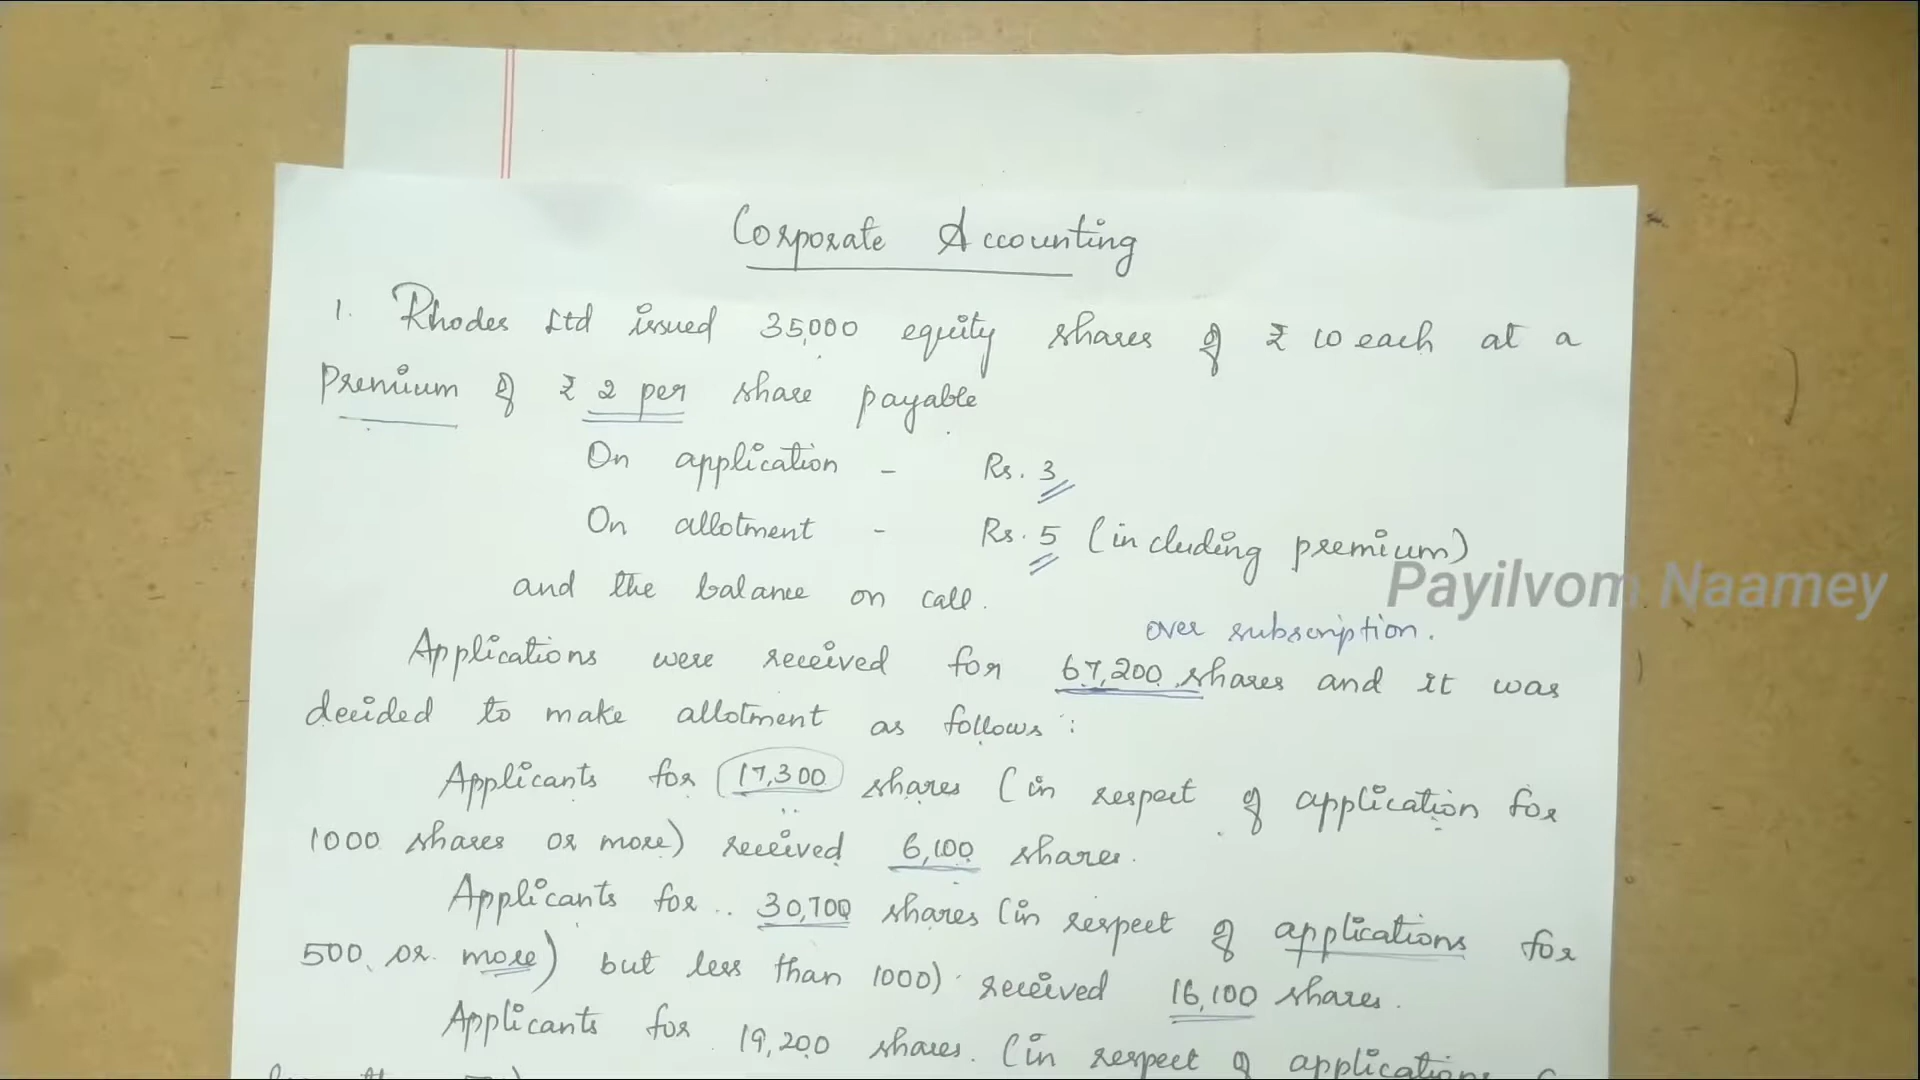 Corporate Accounting
1. Rhodes Ltd issued 35,000 equity shares of ₹ 10 each at a
Premium of ₹ 2 per share payable
On application - Rs. 3
On allotment - Rs. 5 (including premium)
and the balance on call.
Payilvom Naamey
over subscription.
Applications were received for 67,200 shares and it was
decided to make allotment as follows :
Applicants for 17,300 shares (in respect of application for
1000 shares or more) received 6,100 shares.
Applicants for .. 30,700 shares (in respect of applications for
500 or more) but less than 1000) received 16,100 shares.
Applicants for 19,200 shares. (in respect of applications